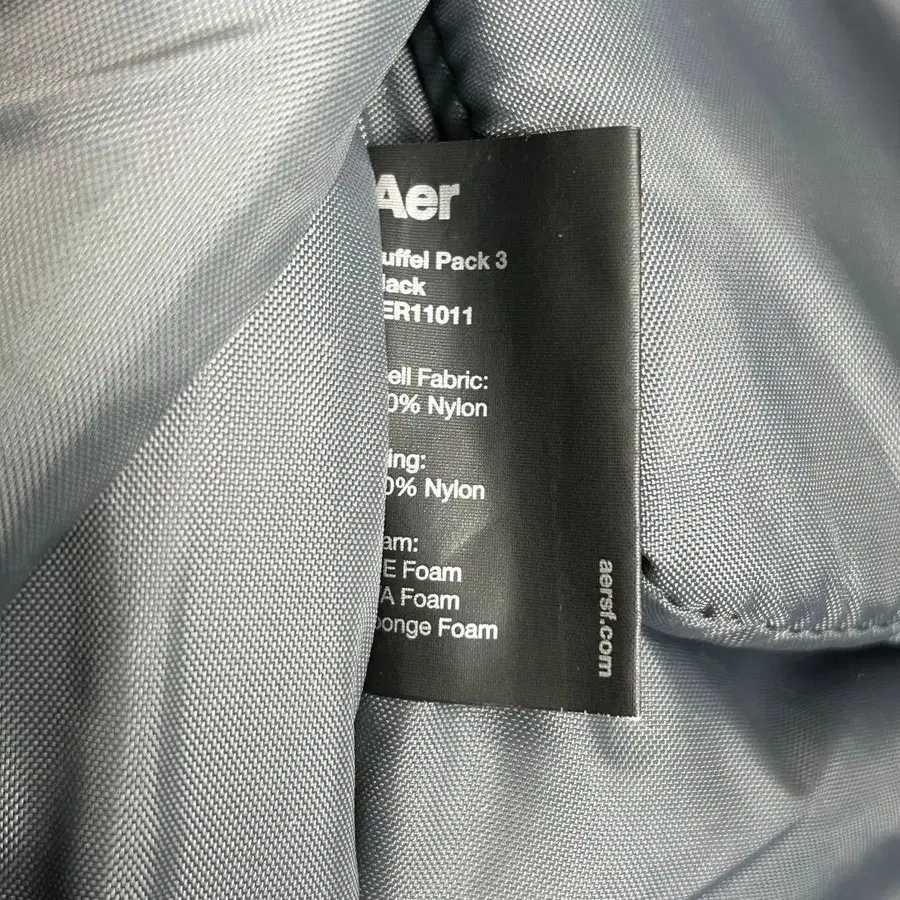 Aer
uffel Pack 3
lack
ER11011
ell Fabric:
0% Nylon
ing:
0% Nylon
am:
E Foam
A Foam
onge Foam
aersf.com